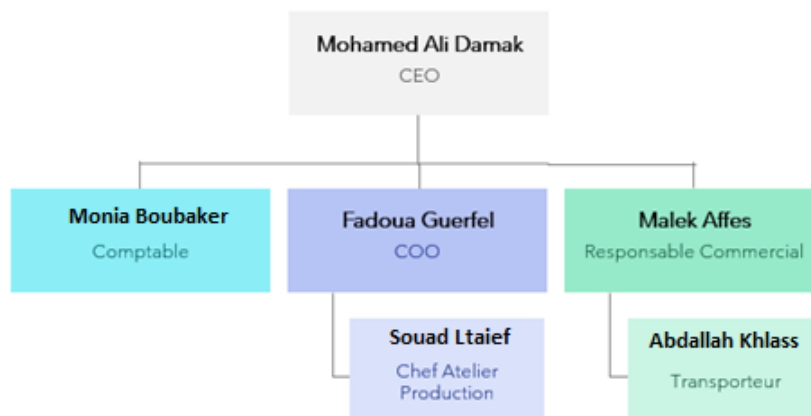 Mohamed Ali Damak
CEO
Monia Boubaker
Comptable
Fadoua Guerfel
COO
Malek Affes
Responsable Commercial
Souad Ltaief
Chef Atelier
Production
Abdallah Khlass
Transporteur